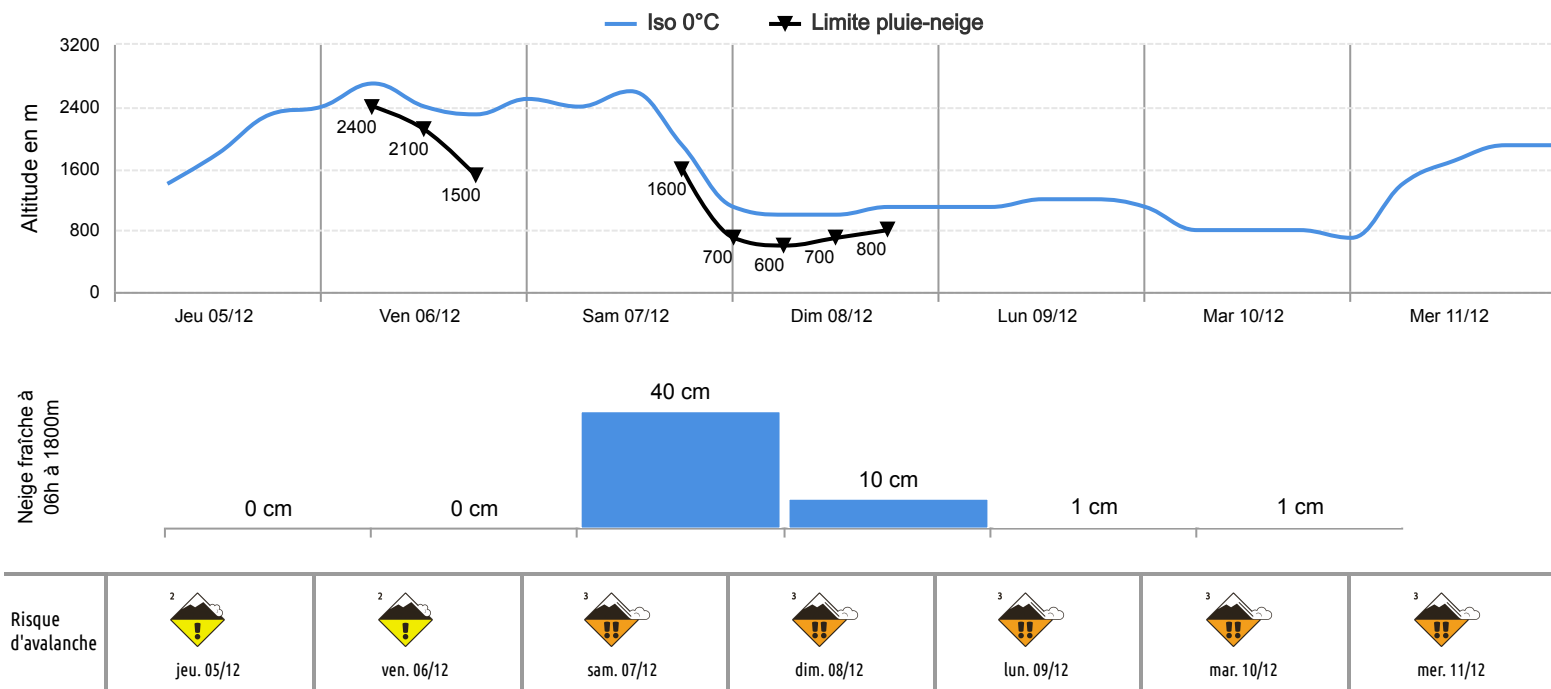 Iso 0°C Limite pluie-neige
Altitude en m
3200
2400
1600
800
0
2400
2100
1500
1600
700
600
700
800
Jeu 05/12 Ven 06/12 Sam 07/12 Dim 08/12 Lun 09/12 Mar 10/12 Mer 11/12
Neige fraîche à
06h à 1800m
0 cm 0 cm 40 cm 10 cm 1 cm 1 cm
Risque
d'avalanche
2 2 3 3 3 3 3
! ! !! !! !! !! !!
jeu. 05/12 ven. 06/12 sam. 07/12 dim. 08/12 lun. 09/12 mar. 10/12 mer. 11/12